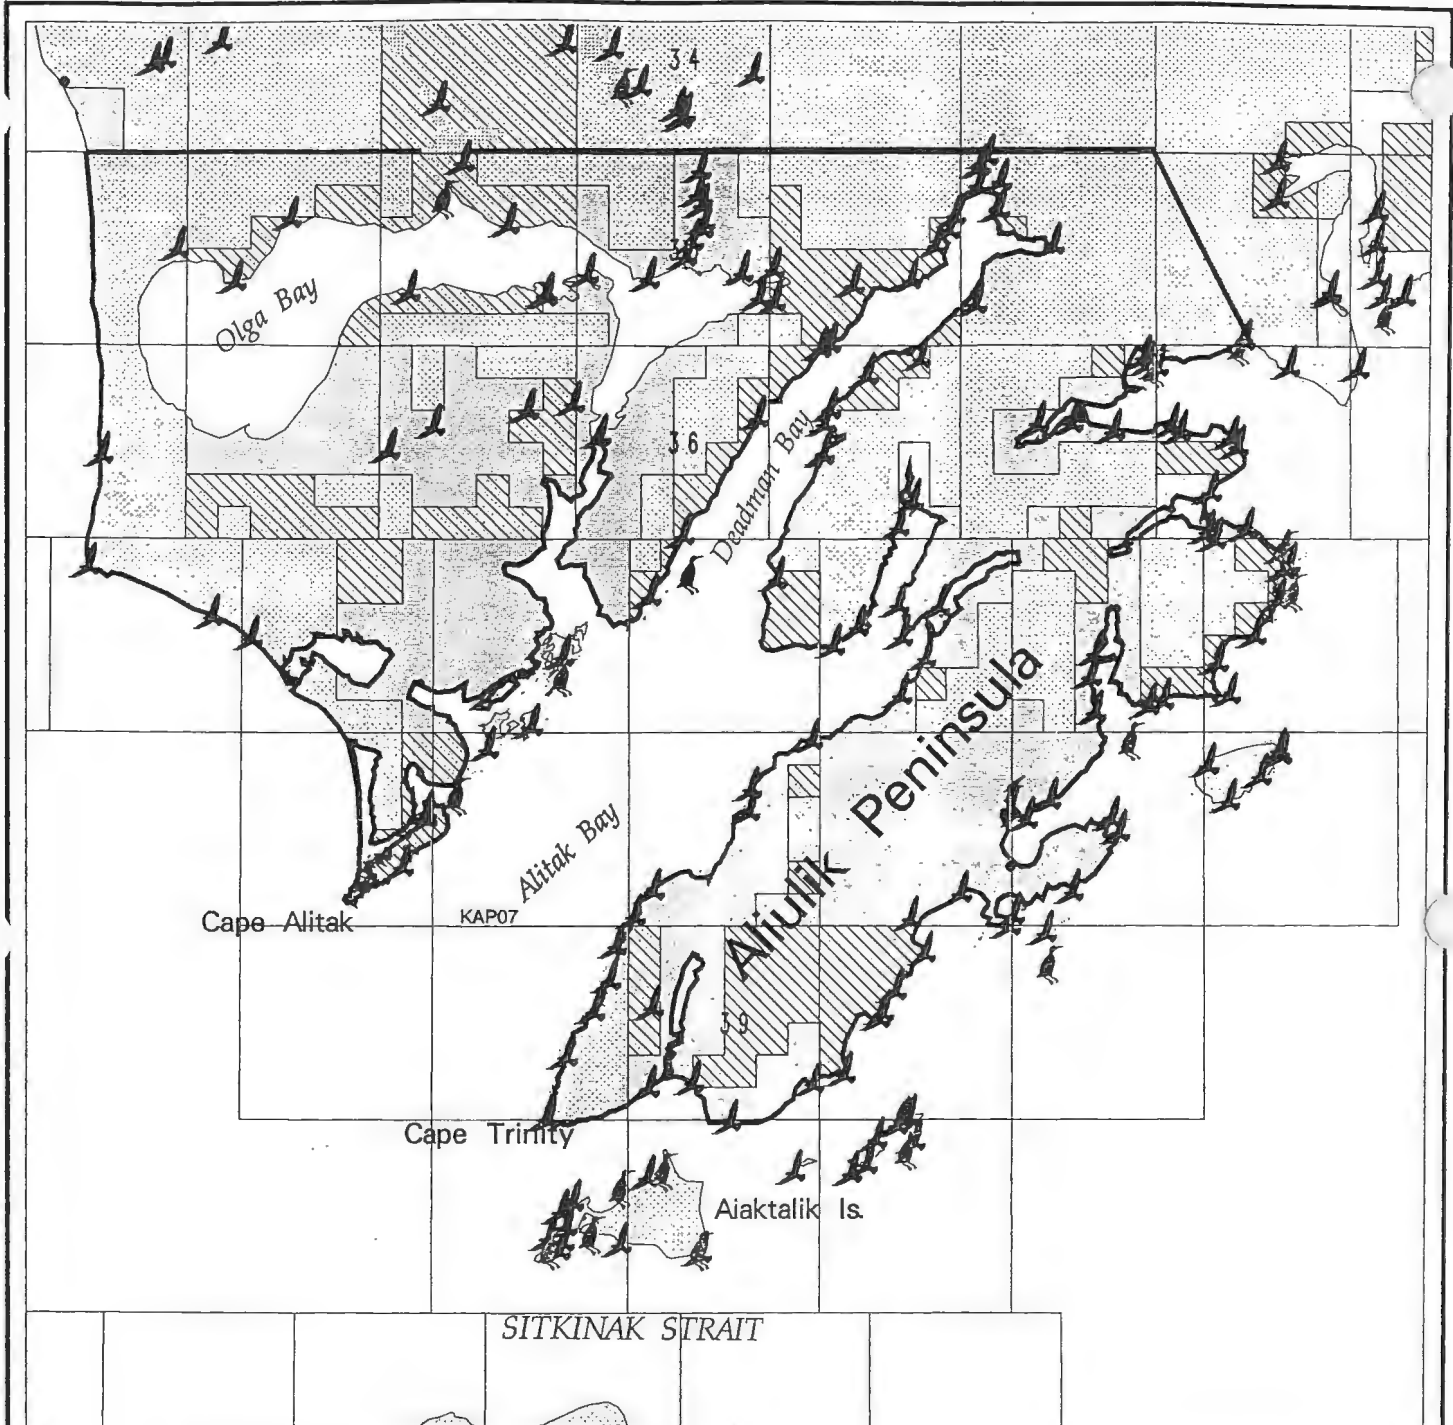 34
Olga Bay
36
Deadman Bay
Aliulik Peninsula
Alitak Bay
Cape Alitak
KAP07
39
Cape Trinity
Aiaktalik Is.
SITKINAK STRAIT